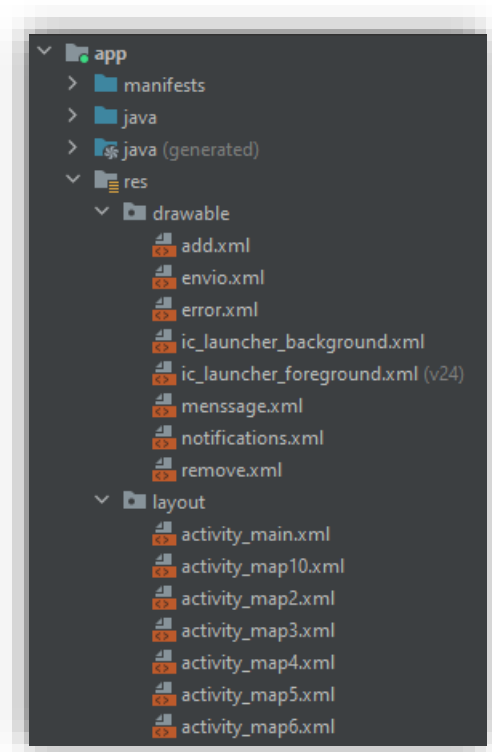 app
manifests
java
java (generated)
res
drawable
add.xml
envio.xml
error.xml
ic_launcher_background.xml
ic_launcher_foreground.xml (v24)
menssage.xml
notifications.xml
remove.xml
layout
activity_main.xml
activity_map10.xml
activity_map2.xml
activity_map3.xml
activity_map4.xml
activity_map5.xml
activity_map6.xml